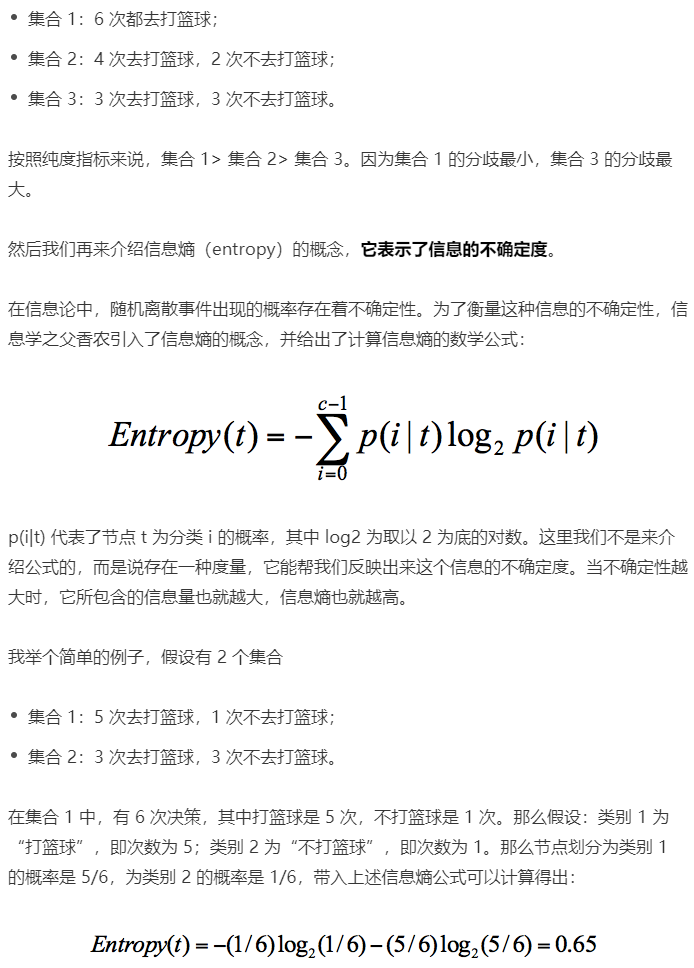 • 集合 1：6 次都去打篮球；
• 集合 2：4 次去打篮球，2 次不去打篮球；
• 集合 3：3 次去打篮球，3 次不去打篮球。
按照纯度指标来说，集合 1> 集合 2> 集合 3。因为集合 1 的分歧最小，集合 3 的分歧最
大。
然后我们再来介绍信息熵（entropy）的概念，它表示了信息的不确定度。
在信息论中，随机离散事件出现的概率存在着不确定性。为了衡量这种信息的不确定性，信
息学之父香农引入了信息熵的概念，并给出了计算信息熵的数学公式：
Entropy(t) = −∑_{i=0}^{c−1} p(i | t) log₂ p(i | t)
p(i|t) 代表了节点 t 为分类 i 的概率，其中 log2 为取以 2 为底的对数。这里我们不是来介
绍公式的，而是说存在一种度量，它能帮我们反映出来这个信息的不确定度。当不确定性越
大时，它所包含的信息量也就越大，信息熵也就越高。
我举个简单的例子，假设有 2 个集合
• 集合 1：5 次去打篮球，1 次不去打篮球；
• 集合 2：3 次去打篮球，3 次不去打篮球。
在集合 1 中，有 6 次决策，其中打篮球是 5 次，不打篮球是 1 次。那么假设：类别 1 为
“打篮球”，即次数为 5；类别 2 为“不打篮球”，即次数为 1。那么节点划分为类别 1
的概率是 5/6，为类别 2 的概率是 1/6，带入上述信息熵公式可以计算得出：
Entropy(t) = −(1/6) log₂(1/6) − (5/6) log₂(5/6) = 0.65